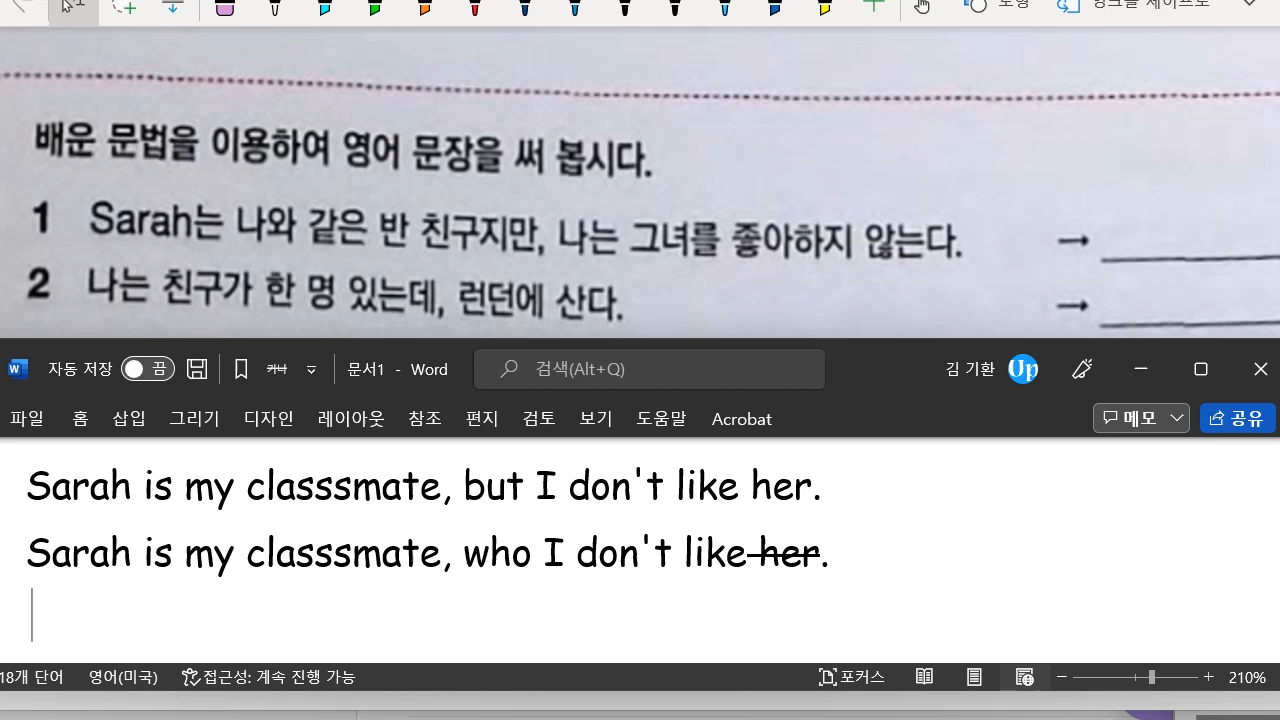 배운 문법을 이용하여 영어 문장을 써 봅시다.
1 Sarah는 나와 같은 반 친구지만, 나는 그녀를 좋아하지 않는다. →
2 나는 친구가 한 명 있는데, 런던에 산다. →
자동 저장 끔 가나 문서1 - Word 검색(Alt+Q) 김 기환 Up
파일 홈 삽입 그리기 디자인 레이아웃 참조 편지 검토 보기 도움말 Acrobat 메모 공유
Sarah is my classsmate, but I don't like her.
Sarah is my classsmate, who I don't like her.
18개 단어 영어(미국) 접근성: 계속 진행 가능 포커스 210%